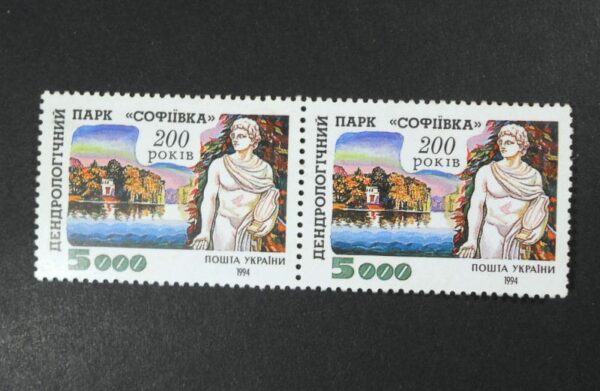 ДЕНДРОЛОГІЧНИЙ
ПАРК «СОФІЇВКА»
200
РОКІВ
5000
ПОШТА УКРАЇНИ
1994
ДЕНДРОЛОГІЧНИЙ
ПАРК «СОФІЇВКА»
200
РОКІВ
5000
ПОШТА УКРАЇНИ
1994